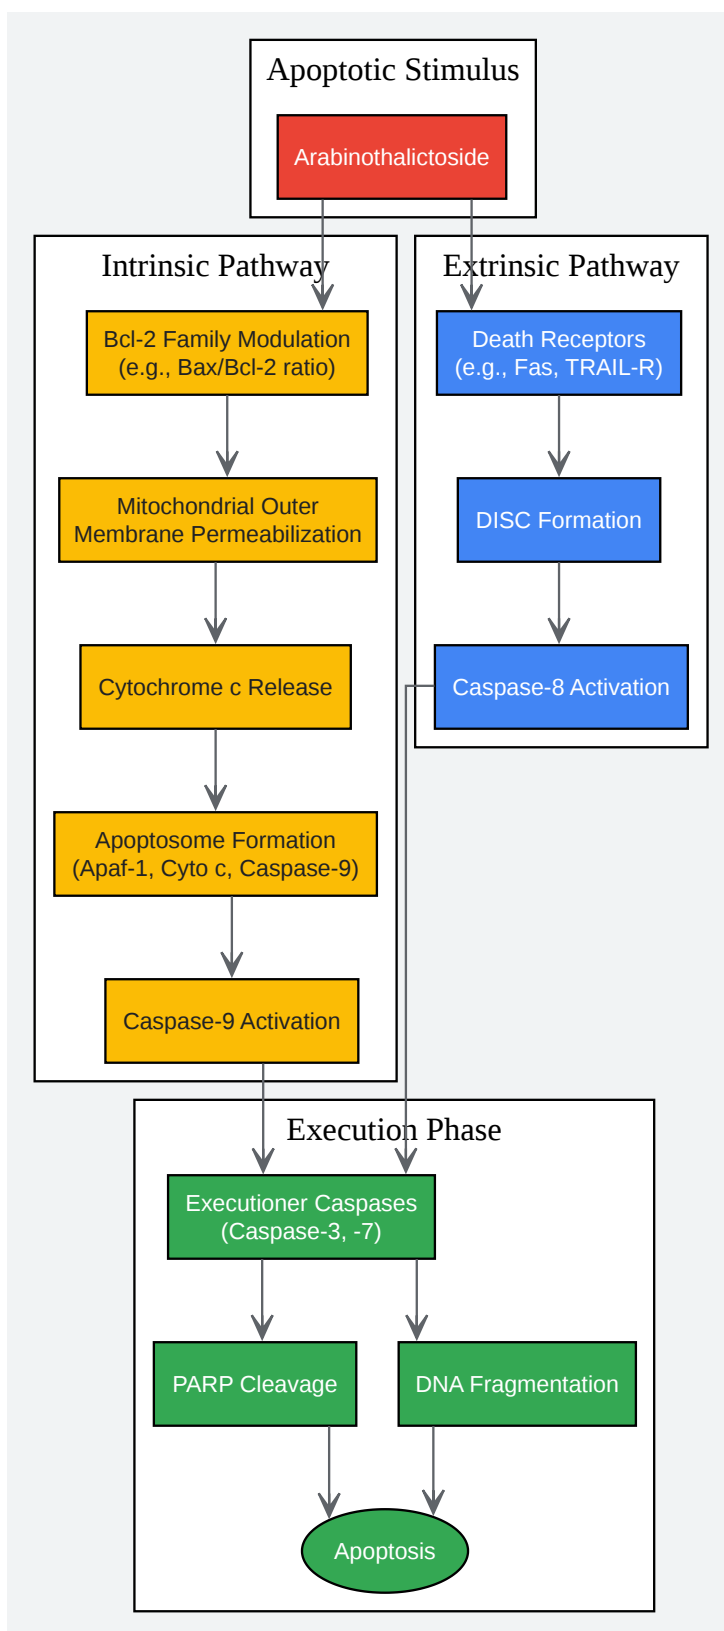 Apoptotic Stimulus
Arabinothalictoside
Intrinsic Pathway
Bcl-2 Family Modulation
(e.g., Bax/Bcl-2 ratio)
Mitochondrial Outer
Membrane Permeabilization
Cytochrome c Release
Apoptosome Formation
(Apaf-1, Cyto c, Caspase-9)
Caspase-9 Activation
Extrinsic Pathway
Death Receptors
(e.g., Fas, TRAIL-R)
DISC Formation
Caspase-8 Activation
Execution Phase
Executioner Caspases
(Caspase-3, -7)
PARP Cleavage
DNA Fragmentation
Apoptosis